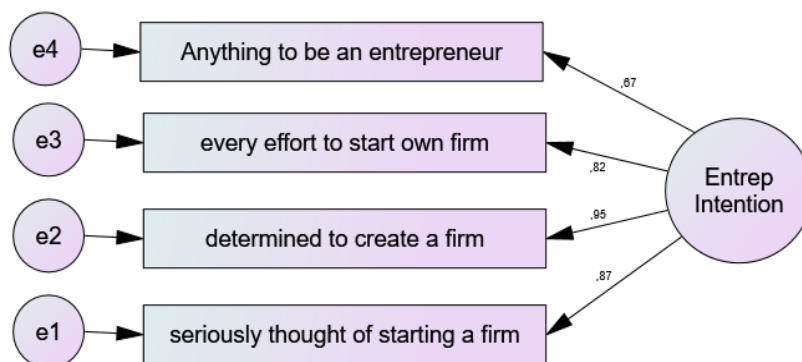 e4
Anything to be an entrepreneur
,67
e3
every effort to start own firm
,82
Entrep
Intention
e2
determined to create a firm
,95
e1
seriously thought of starting a firm
,87